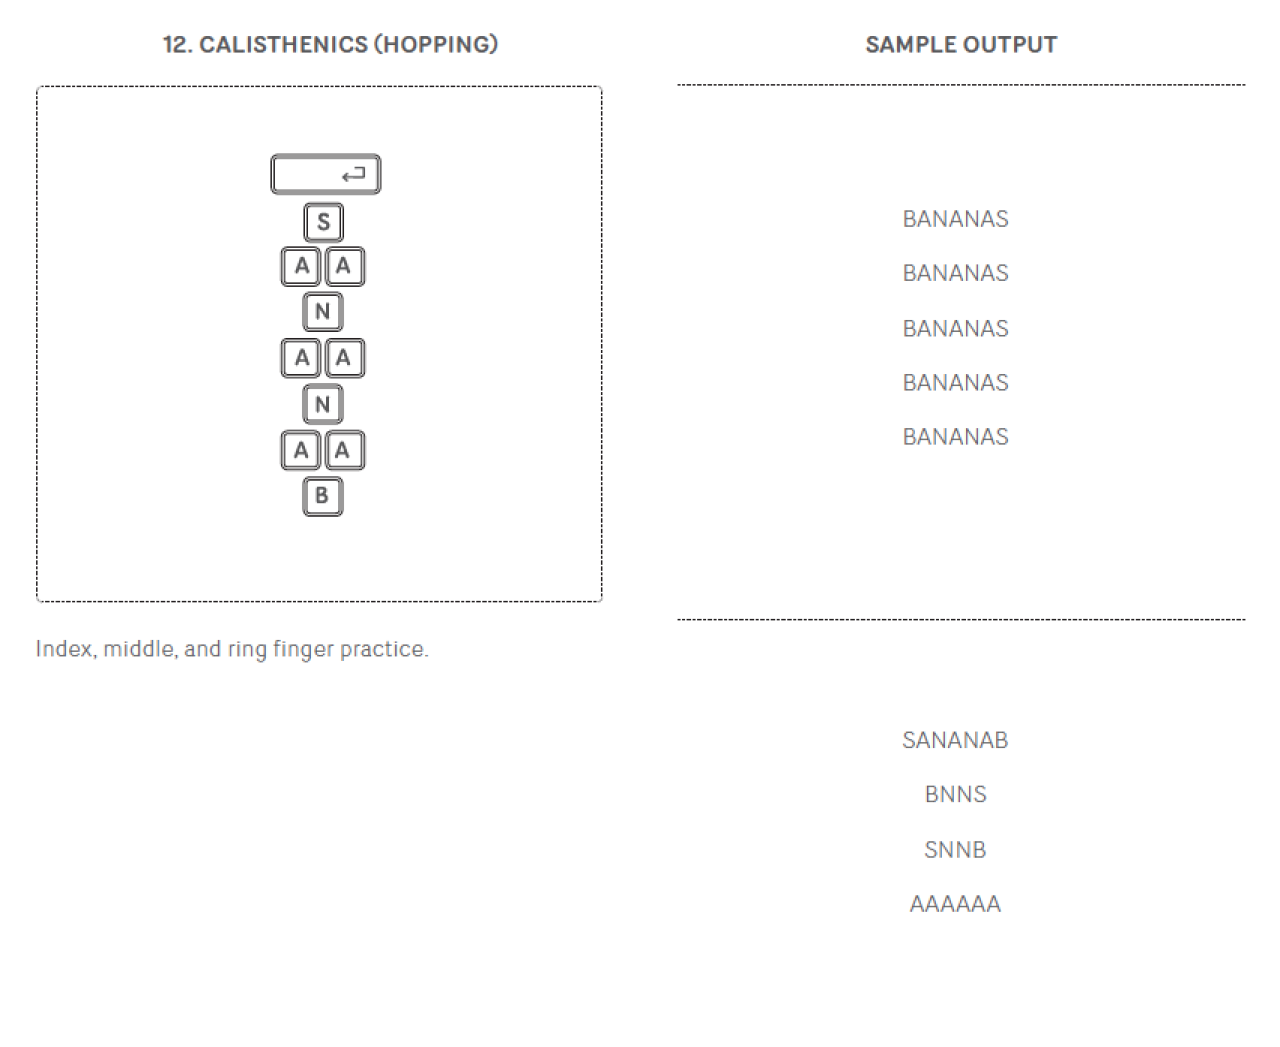 12. CALISTHENICS (HOPPING)
S
A A
N
A A
N
A A
B
Index, middle, and ring finger practice.
SAMPLE OUTPUT
BANANAS
BANANAS
BANANAS
BANANAS
BANANAS
SANANAB
BNNS
SNNB
AAAAAA